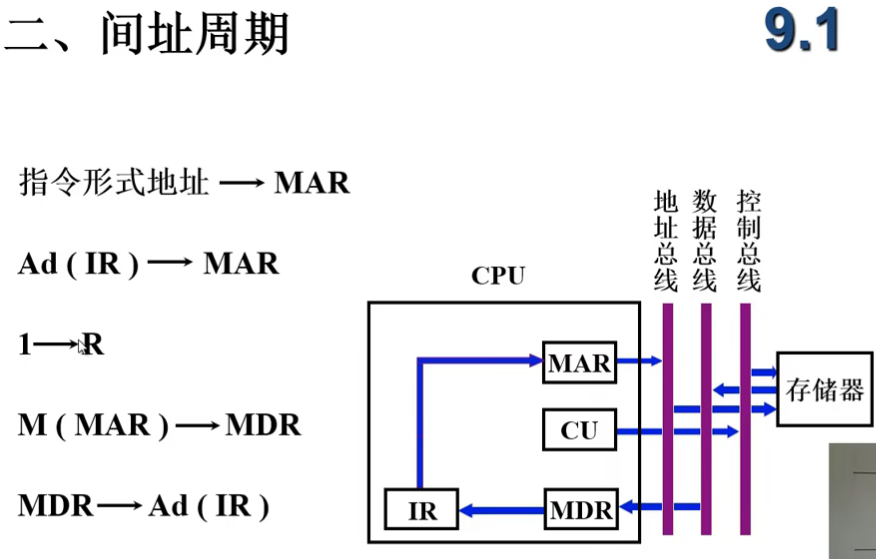 二、间址周期
9.1
指令形式地址 → MAR
Ad ( IR ) → MAR
1 → R
M ( MAR ) → MDR
MDR → Ad ( IR )
CPU
地址总线
数据总线
控制总线
MAR
CU
IR
MDR
存储器